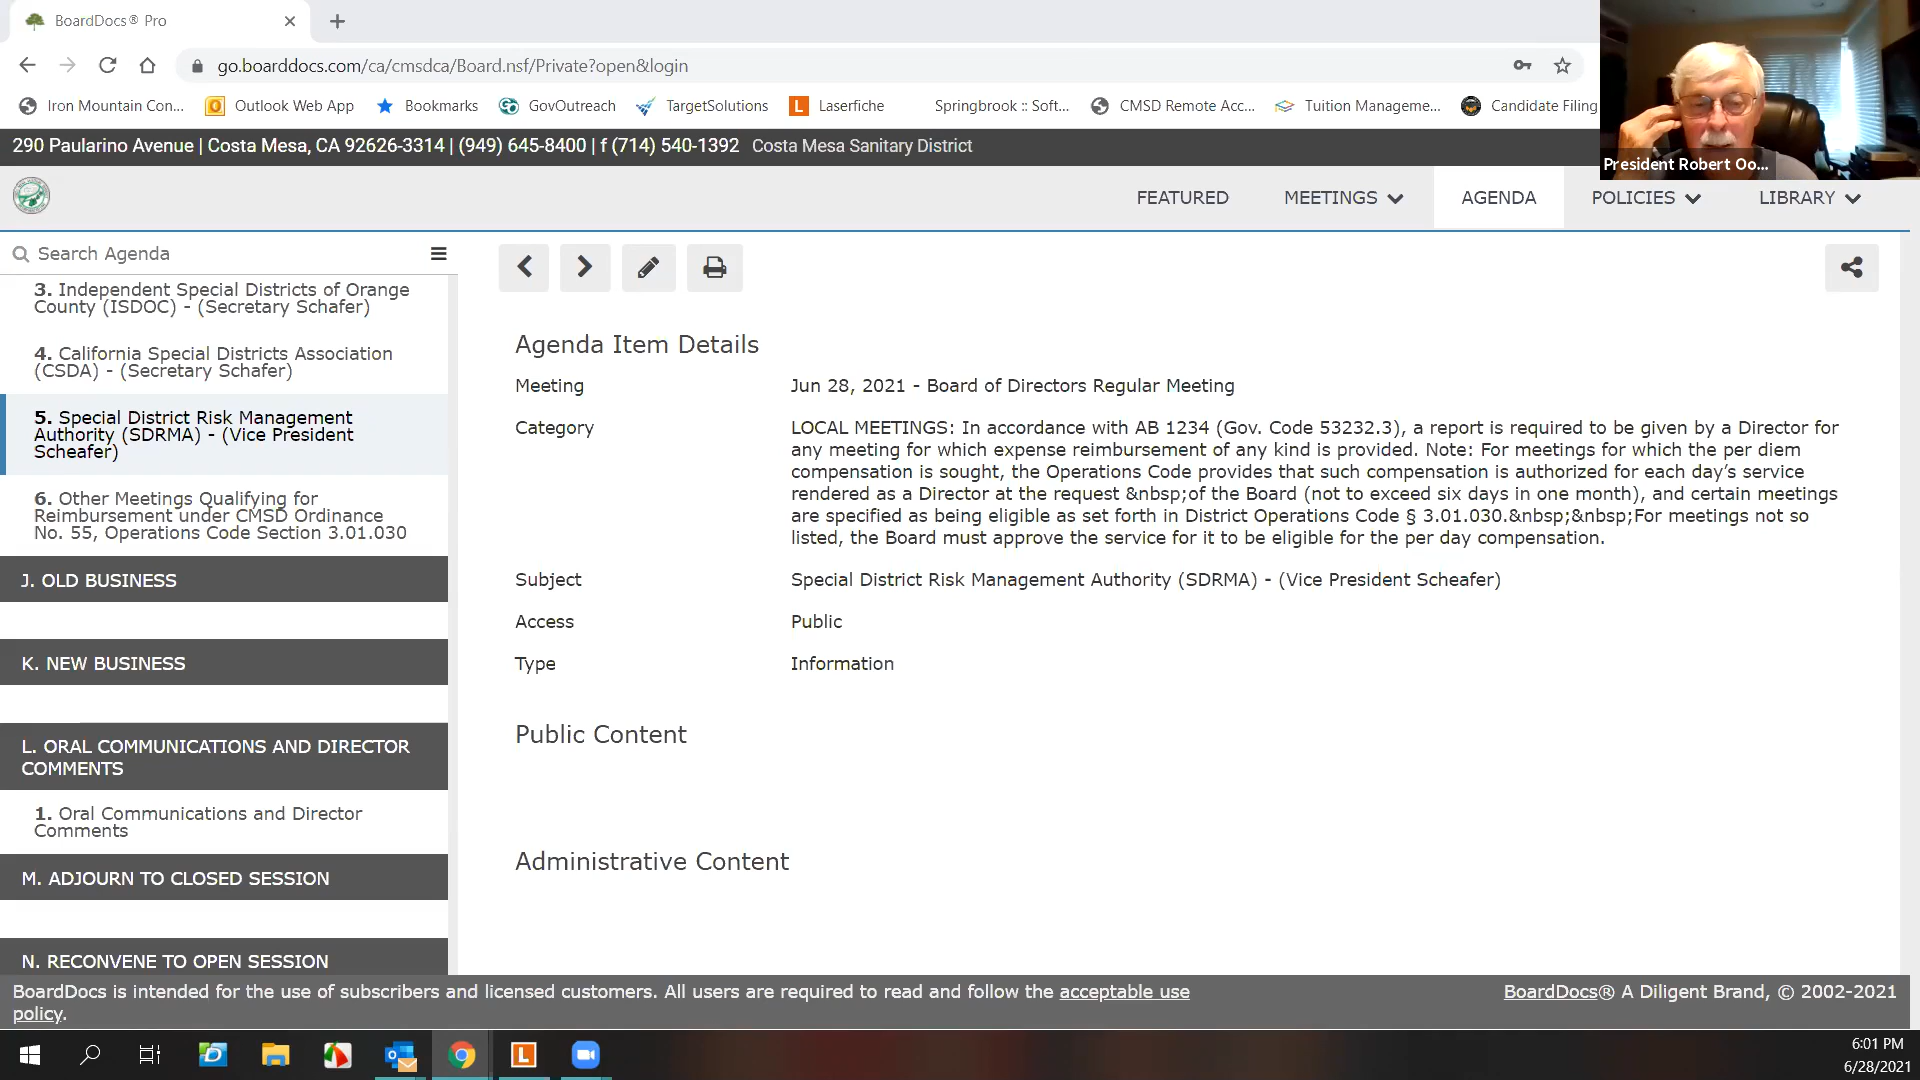 BoardDocs® Pro
go.boarddocs.com/ca/cmsdca/Board.nsf/Private?open&login
Iron Mountain Con... Outlook Web App Bookmarks GovOutreach TargetSolutions Laserfiche Springbrook :: Soft... CMSD Remote Acc... Tuition Manageme... Candidate Filing
President Robert Oo...
290 Paularino Avenue | Costa Mesa, CA 92626-3314 | (949) 645-8400 | f (714) 540-1392 Costa Mesa Sanitary District
FEATURED MEETINGS AGENDA POLICIES LIBRARY
Search Agenda
3. Independent Special Districts of Orange
County (ISDOC) - (Secretary Schafer)
4. California Special Districts Association
(CSDA) - (Secretary Schafer)
5. Special District Risk Management
Authority (SDRMA) - (Vice President
Scheafer)
6. Other Meetings Qualifying for
Reimbursement under CMSD Ordinance
No. 55, Operations Code Section 3.01.030
J. OLD BUSINESS
K. NEW BUSINESS
L. ORAL COMMUNICATIONS AND DIRECTOR
COMMENTS
1. Oral Communications and Director
Comments
M. ADJOURN TO CLOSED SESSION
N. RECONVENE TO OPEN SESSION
Agenda Item Details
Meeting Jun 28, 2021 - Board of Directors Regular Meeting
Category LOCAL MEETINGS: In accordance with AB 1234 (Gov. Code 53232.3), a report is required to be given by a Director for
any meeting for which expense reimbursement of any kind is provided. Note: For meetings for which the per diem
compensation is sought, the Operations Code provides that such compensation is authorized for each day’s service
rendered as a Director at the request &nbsp;of the Board (not to exceed six days in one month), and certain meetings
are specified as being eligible as set forth in District Operations Code § 3.01.030.&nbsp;&nbsp;For meetings not so
listed, the Board must approve the service for it to be eligible for the per day compensation.
Subject Special District Risk Management Authority (SDRMA) - (Vice President Scheafer)
Access Public
Type Information
Public Content
Administrative Content
BoardDocs is intended for the use of subscribers and licensed customers. All users are required to read and follow the acceptable use
policy.
BoardDocs® A Diligent Brand, © 2002-2021
6:01 PM
6/28/2021